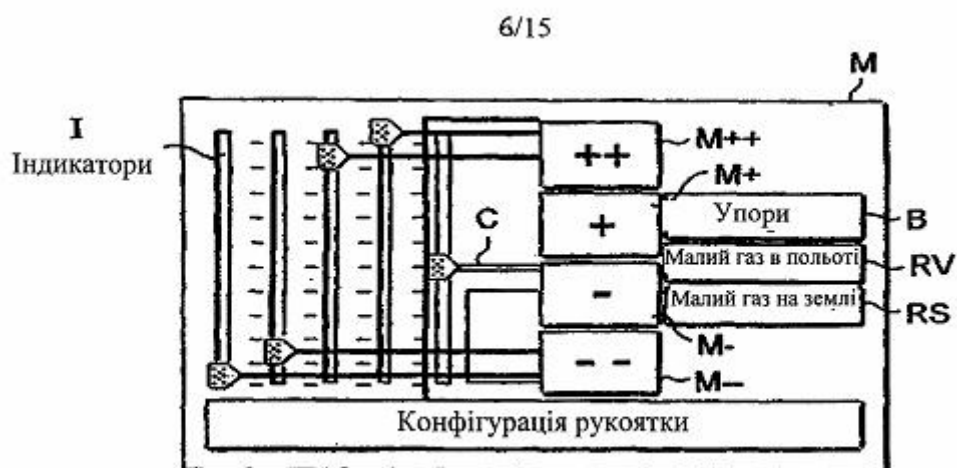 6/15
M
I
Індикатори
++
M++
M+
+
Упори
B
C
Малий газ в польоті
RV
-
Малий газ на землі
RS
M-
- -
M--
Конфігурація рукоятки